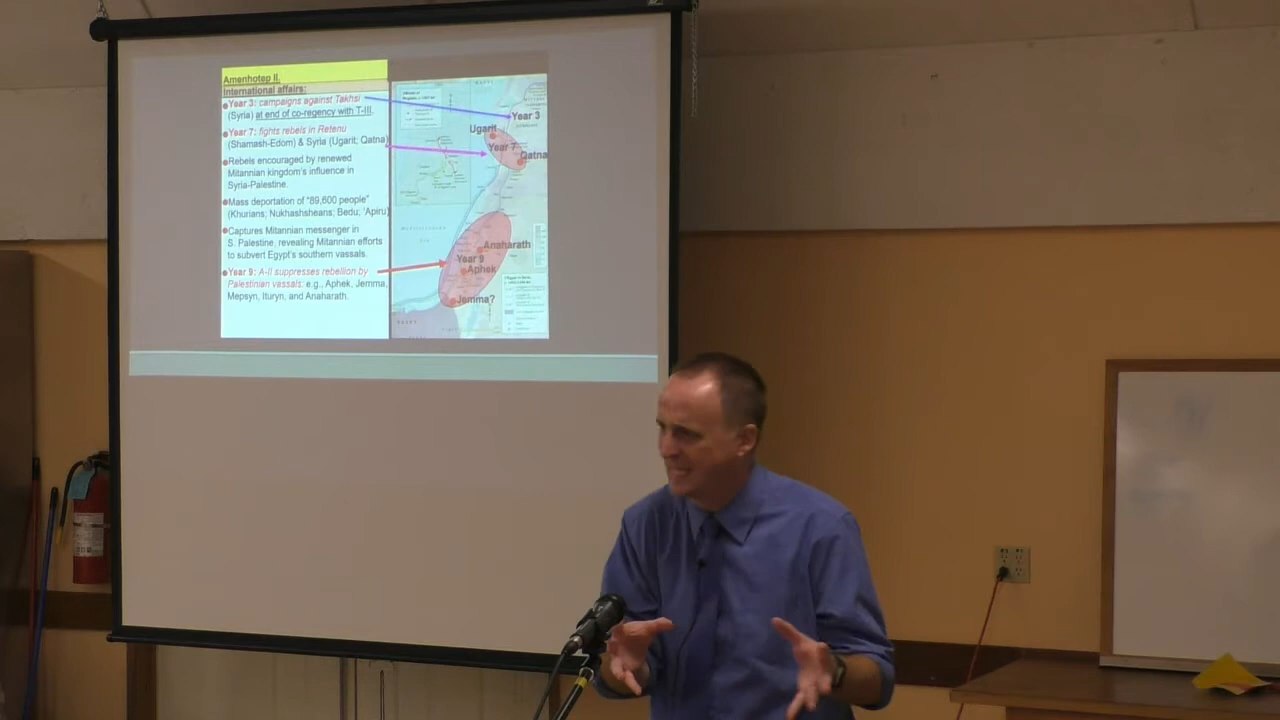 Amenhotep II.
International affairs:
Year 3: campaigns against Takhsi
(Syria) at end of co-regency with T-III.
Year 7: fights rebels in Retenu
(Shamash-Edom) & Syria (Ugarit; Qatna)
Rebels encouraged by renewed
Mitannian kingdom's influence in
Syria-Palestine.
Mass deportation of "89,600 people"
(Khurians; Nukhashsheans; Bedu; 'Apiru)
Captures Mitannian messenger in
S. Palestine, revealing Mitannian efforts
to subvert Egypt's southern vassals.
Year 9: A-II suppresses rebellion by
Palestinian vassals: e.g., Aphek, Jemma,
Mepsyn, Ituryn, and Anaharath.
Year 3
Ugarit
Year 7
Qatna
Anaharath
Year 9
Aphek
Jemma?